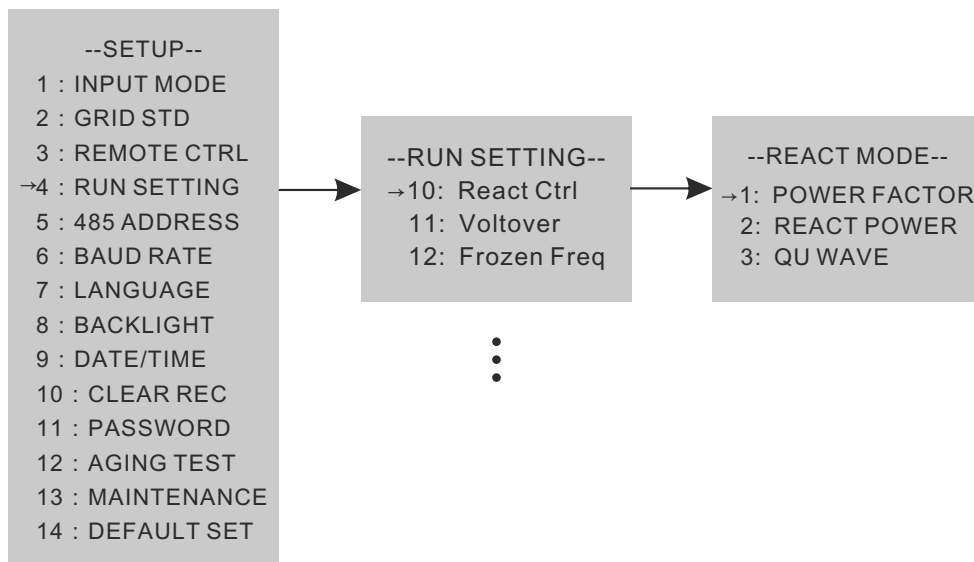 --SETUP--
1 : INPUT MODE
2 : GRID STD
3 : REMOTE CTRL
→4 : RUN SETTING
5 : 485 ADDRESS
6 : BAUD RATE
7 : LANGUAGE
8 : BACKLIGHT
9 : DATE/TIME
10 : CLEAR REC
11 : PASSWORD
12 : AGING TEST
13 : MAINTENANCE
14 : DEFAULT SET
--RUN SETTING--
→10: React Ctrl
11: Voltover
12: Frozen Freq
--REACT MODE--
→1: POWER FACTOR
2: REACT POWER
3: QU WAVE